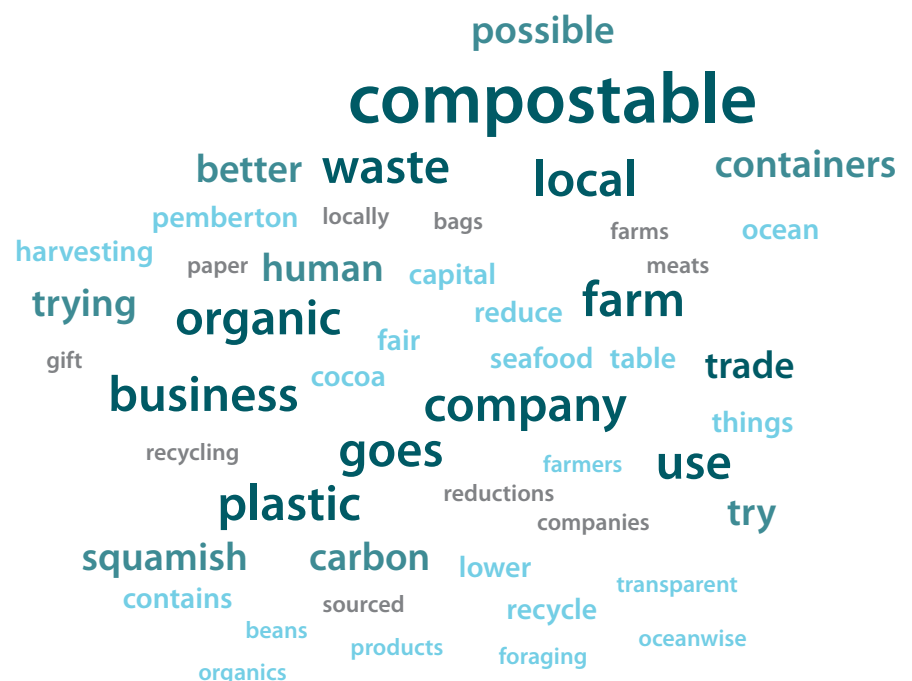 possible
compostable
better waste local containers
pemberton locally bags farms ocean
harvesting paper human capital meats
trying organic reduce farm
gift fair seafood table trade
business cocoa company things
recycling goes farmers use
plastic reductions companies try
squamish carbon lower transparent
contains sourced recycle
beans products foraging oceanwise
organics